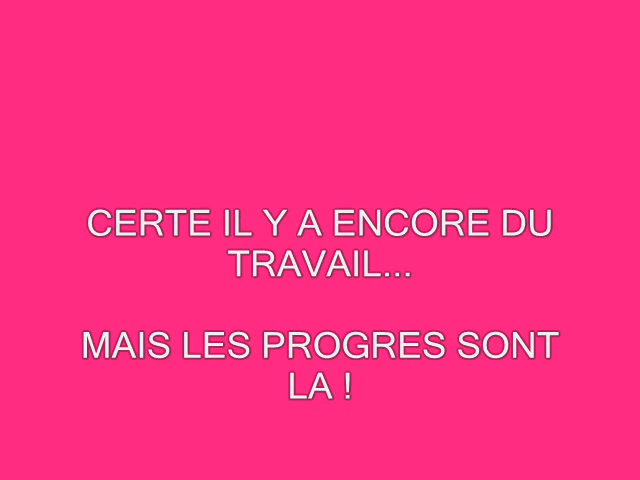 CERTE IL Y A ENCORE DU
TRAVAIL...
MAIS LES PROGRES SONT
LA !